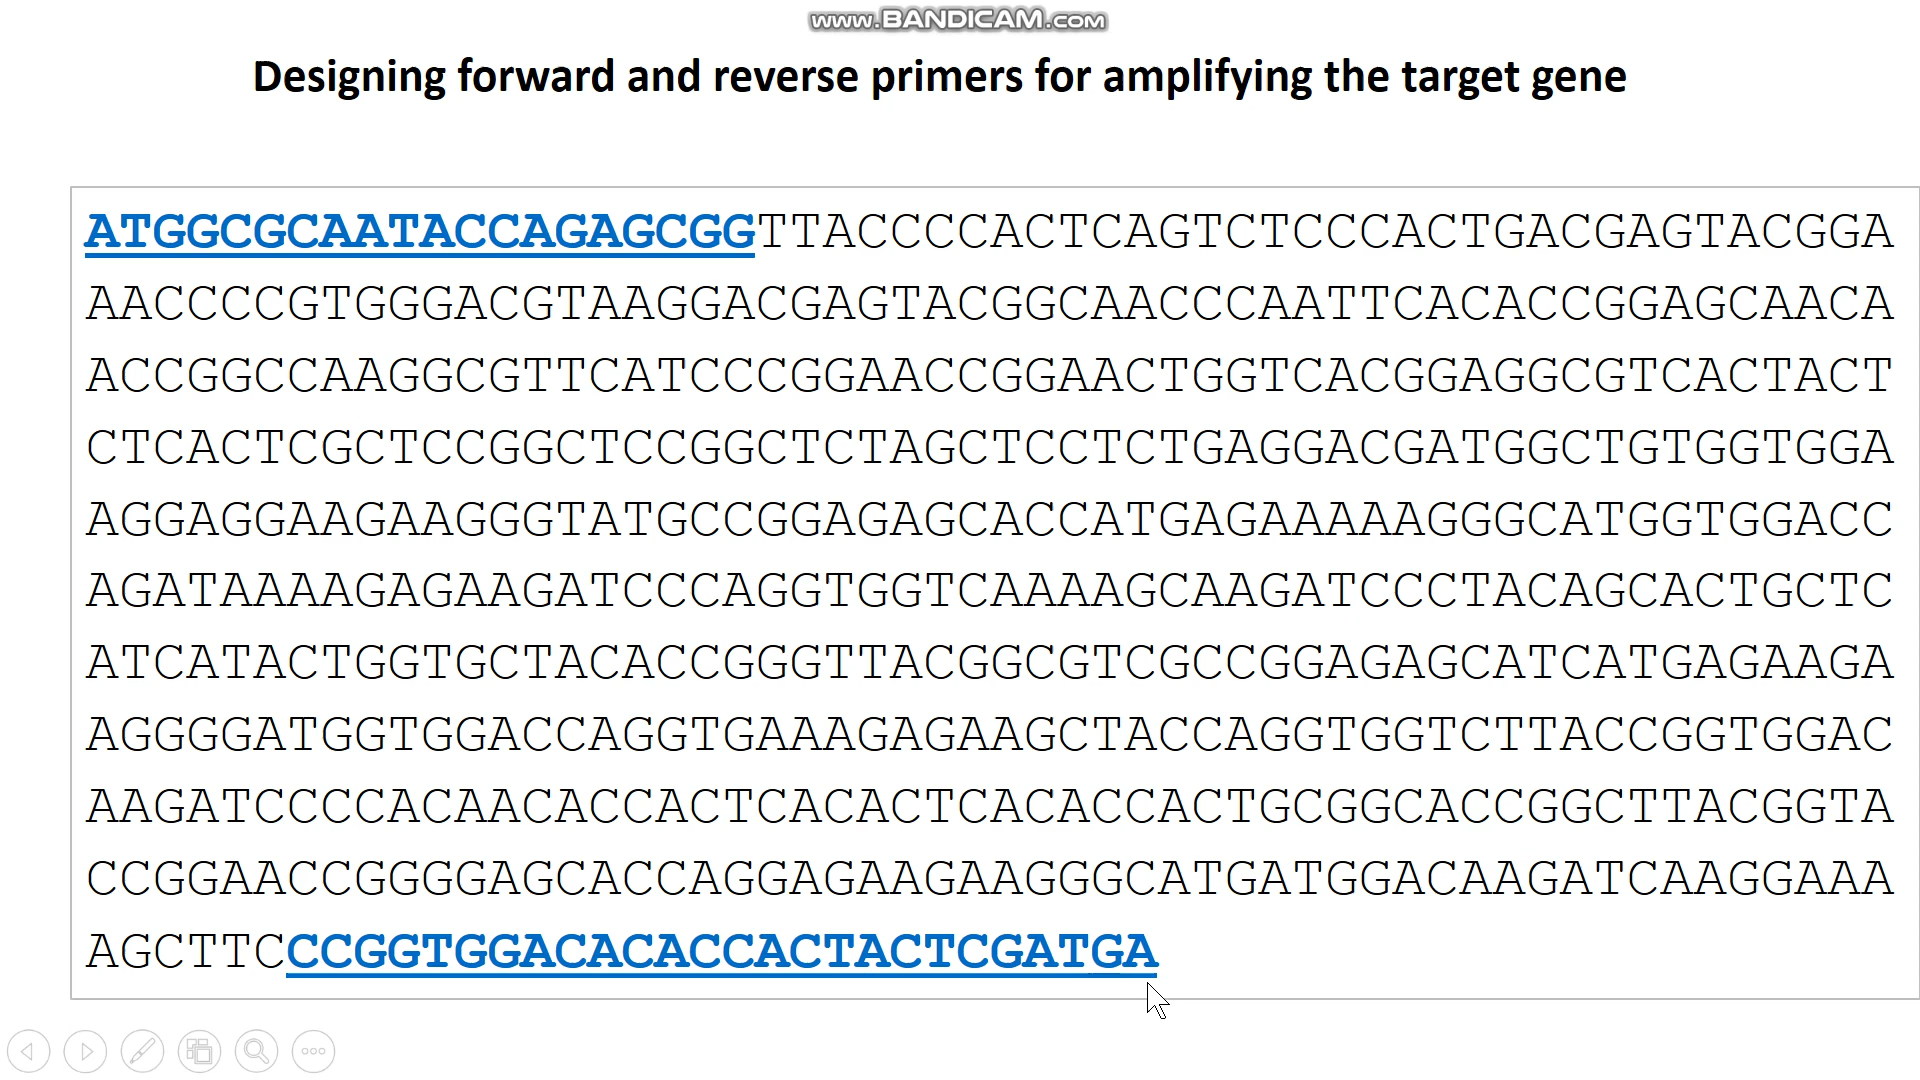 www.BANDICAM.com
Designing forward and reverse primers for amplifying the target gene
ATGGCGCAATACCAGAGCGGTTACCCCACTCAGTCTCCCACTGACGAGTACGGA
AACCCCGTGGGACGTAAGGACGAGTACGGCAACCCAATTCACACCGGAGCAACA
ACCGGCCAAGGCGTTCATCCCGGAACCGGAACTGGTCACGGAGGCGTCACTACT
CTCACTCGCTCCGGCTCCGGCTCTAGCTCCTCTGAGGACGATGGCTGTGGTGGA
AGGAGGAAGAAGGGTATGCCGGAGAGCACCATGAGAAAAAGGGCATGGTGGACC
AGATAAAAGAGAAGATCCCAGGTGGTCAAAAGCAAGATCCCTACAGCACTGCTC
ATCATACTGGTGCTACACCGGGTTACGGCGTCGCCGGAGAGCATCATGAGAAGA
AGGGGATGGTGGACCAGGTGAAAGAGAAGCTACCAGGTGGTCTTACCGGTGGAC
AAGATCCCCACAACACCACTCACACTCACACCACTGCGGCACCGGCTTACGGTA
CCGGAACCGGGGAGCACCAGGAGAAGAAGGGCATGATGGACAAGATCAAGGAAA
AGCTTCCCGGTGGACACACCACTACTCGATGA